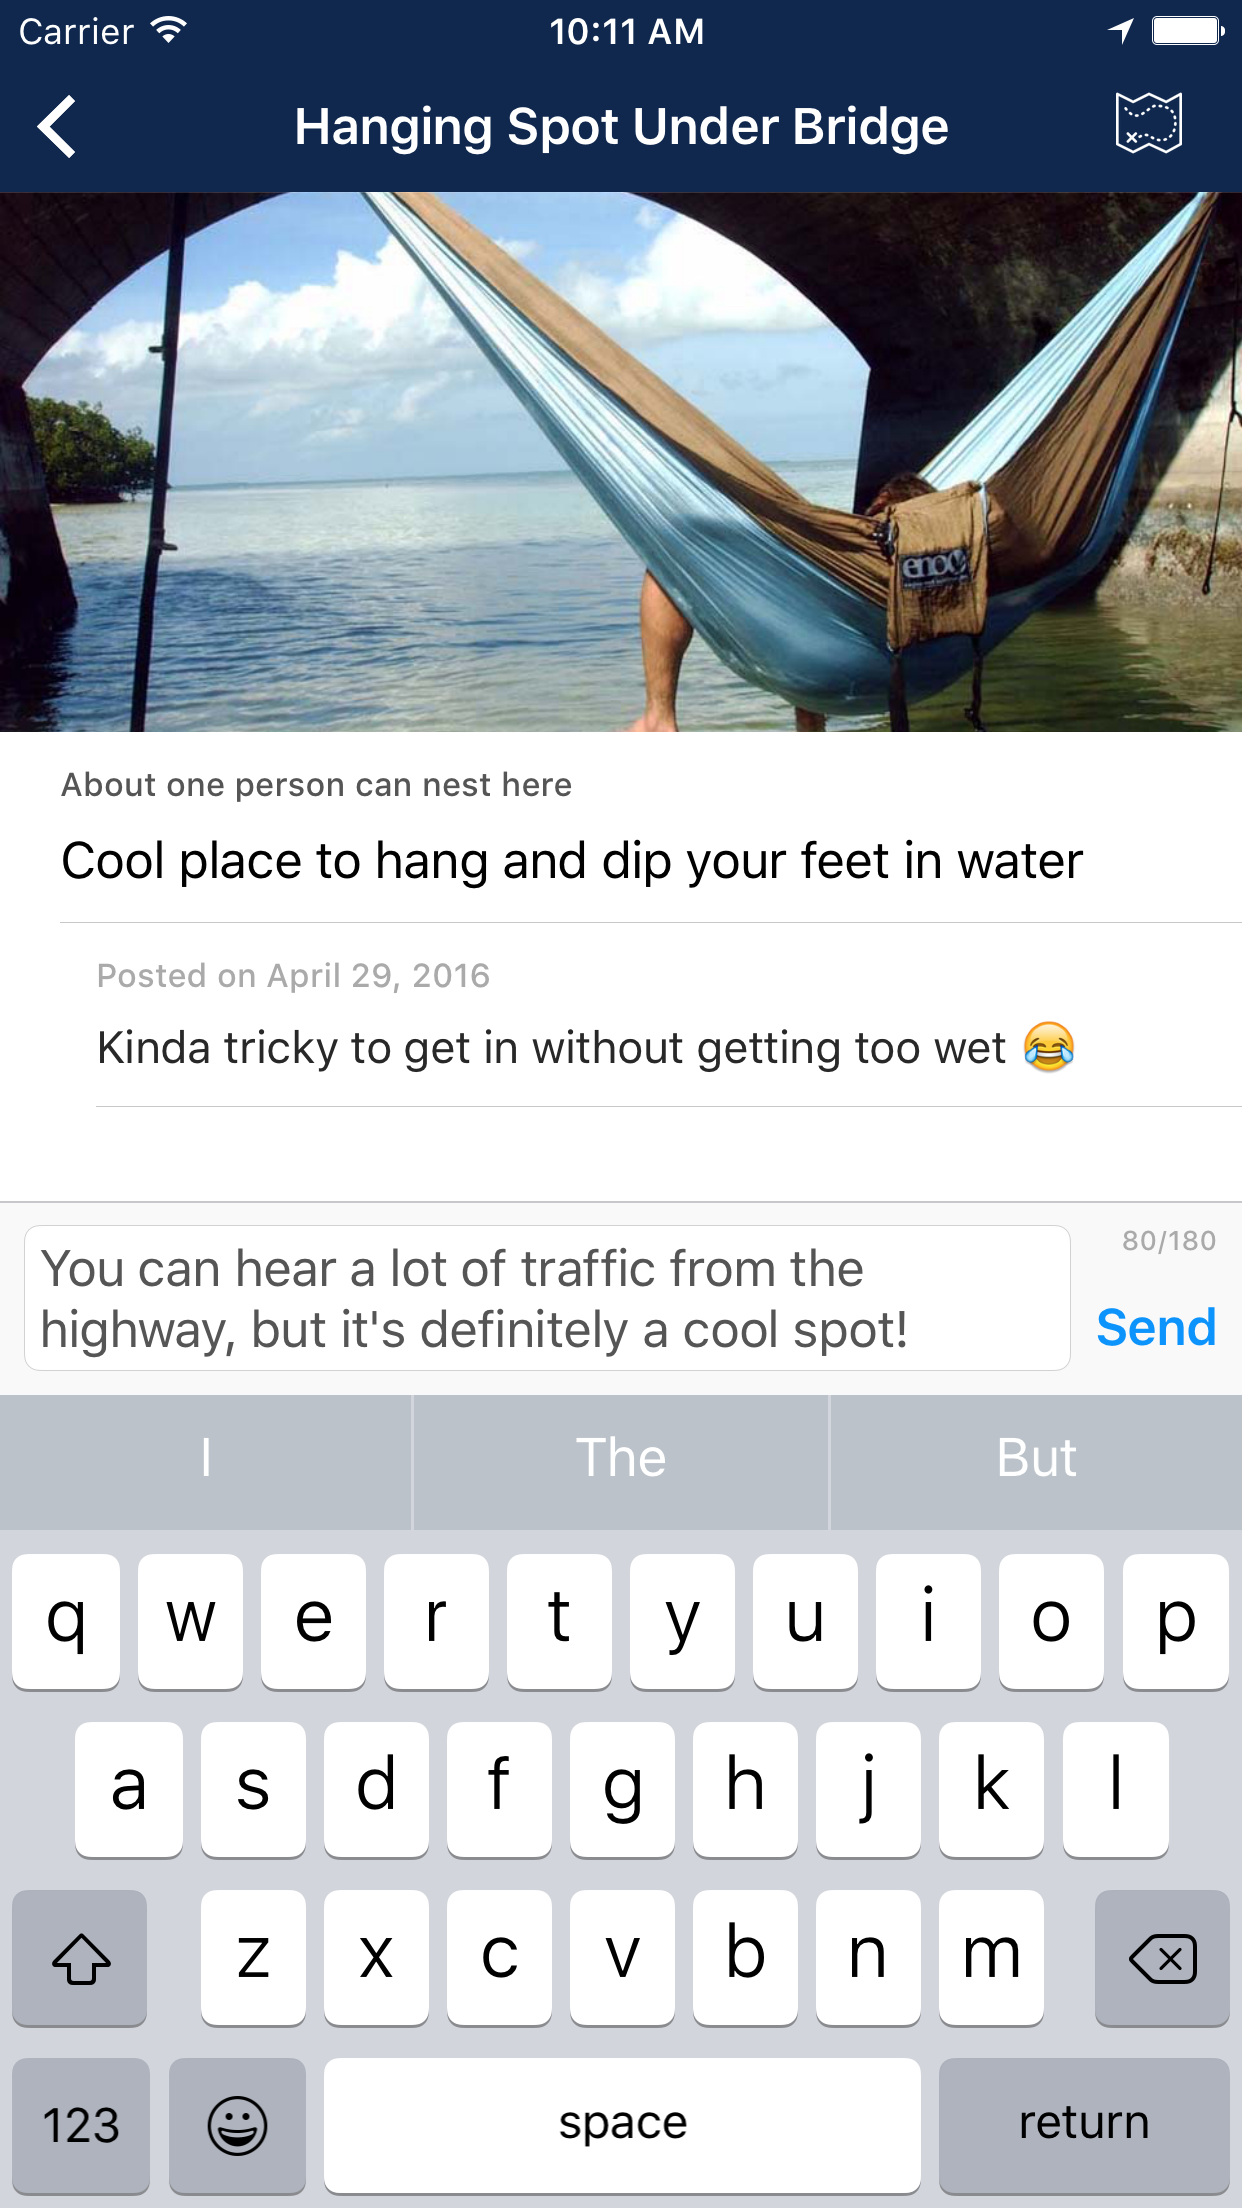 Carrier 10:11 AM
Hanging Spot Under Bridge
eno
About one person can nest here
Cool place to hang and dip your feet in water
Posted on April 29, 2016
Kinda tricky to get in without getting too wet 😂
80/180
You can hear a lot of traffic from the
highway, but it's definitely a cool spot!
Send
I The But
q w e r t y u i o p
a s d f g h j k l
z x c v b n m
123 space return